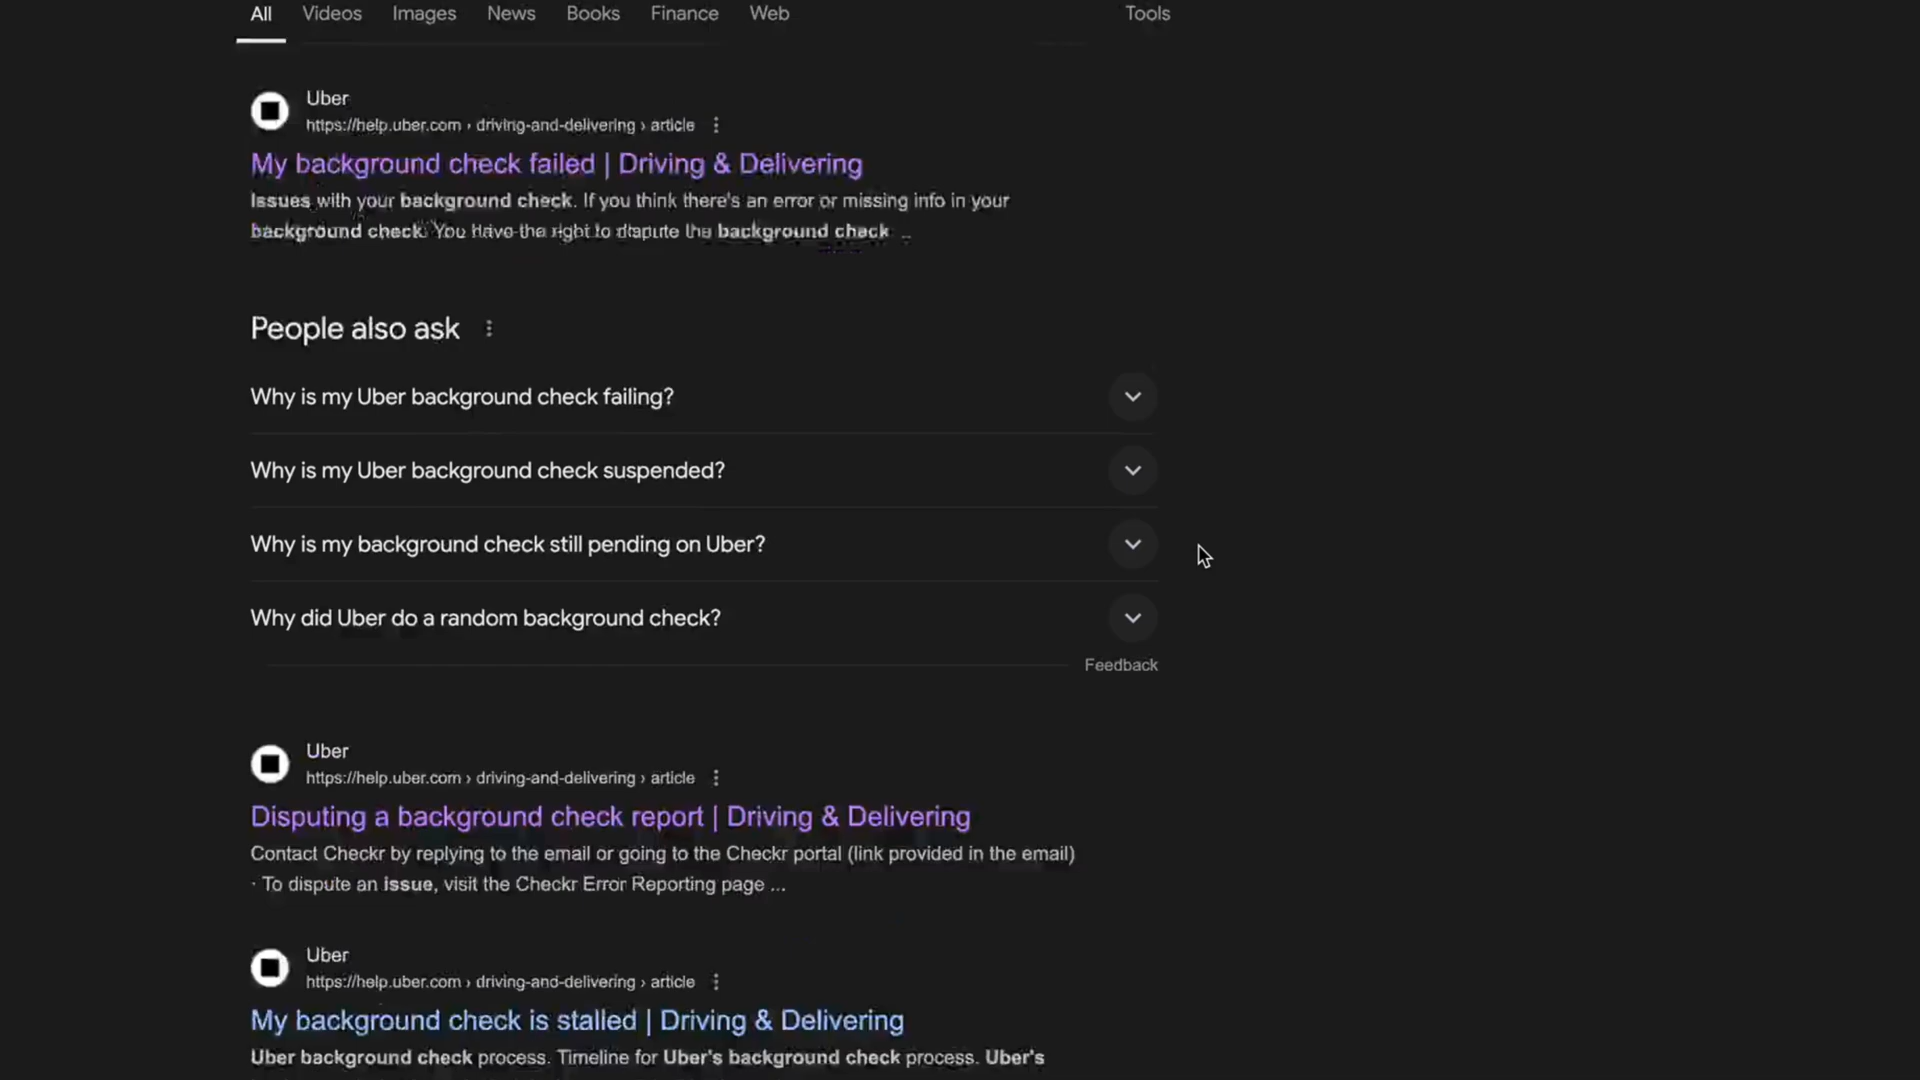 All Videos Images News Books Finance Web Tools
Uber
https://help.uber.com › driving-and-delivering › article
My background check failed | Driving & Delivering
Issues with your background check. If you think there's an error or missing info in your
background check. You have the right to dispute the background check ...
People also ask
Why is my Uber background check failing?
Why is my Uber background check suspended?
Why is my background check still pending on Uber?
Why did Uber do a random background check?
Feedback
Uber
https://help.uber.com › driving-and-delivering › article
Disputing a background check report | Driving & Delivering
Contact Checkr by replying to the email or going to the Checkr portal (link provided in the email)
· To dispute an issue, visit the Checkr Error Reporting page ...
Uber
https://help.uber.com › driving-and-delivering › article
My background check is stalled | Driving & Delivering
Uber background check process. Timeline for Uber's background check process. Uber's